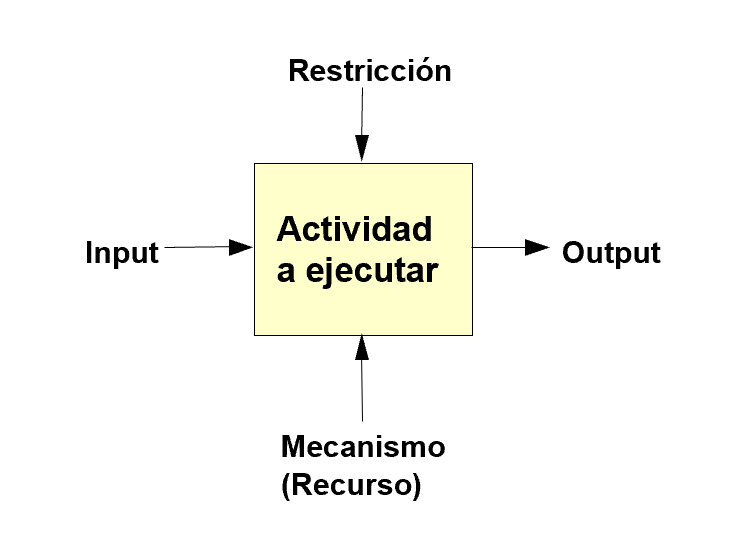 Restricción
Actividad
a ejecutar
Input
Output
Mecanismo
(Recurso)